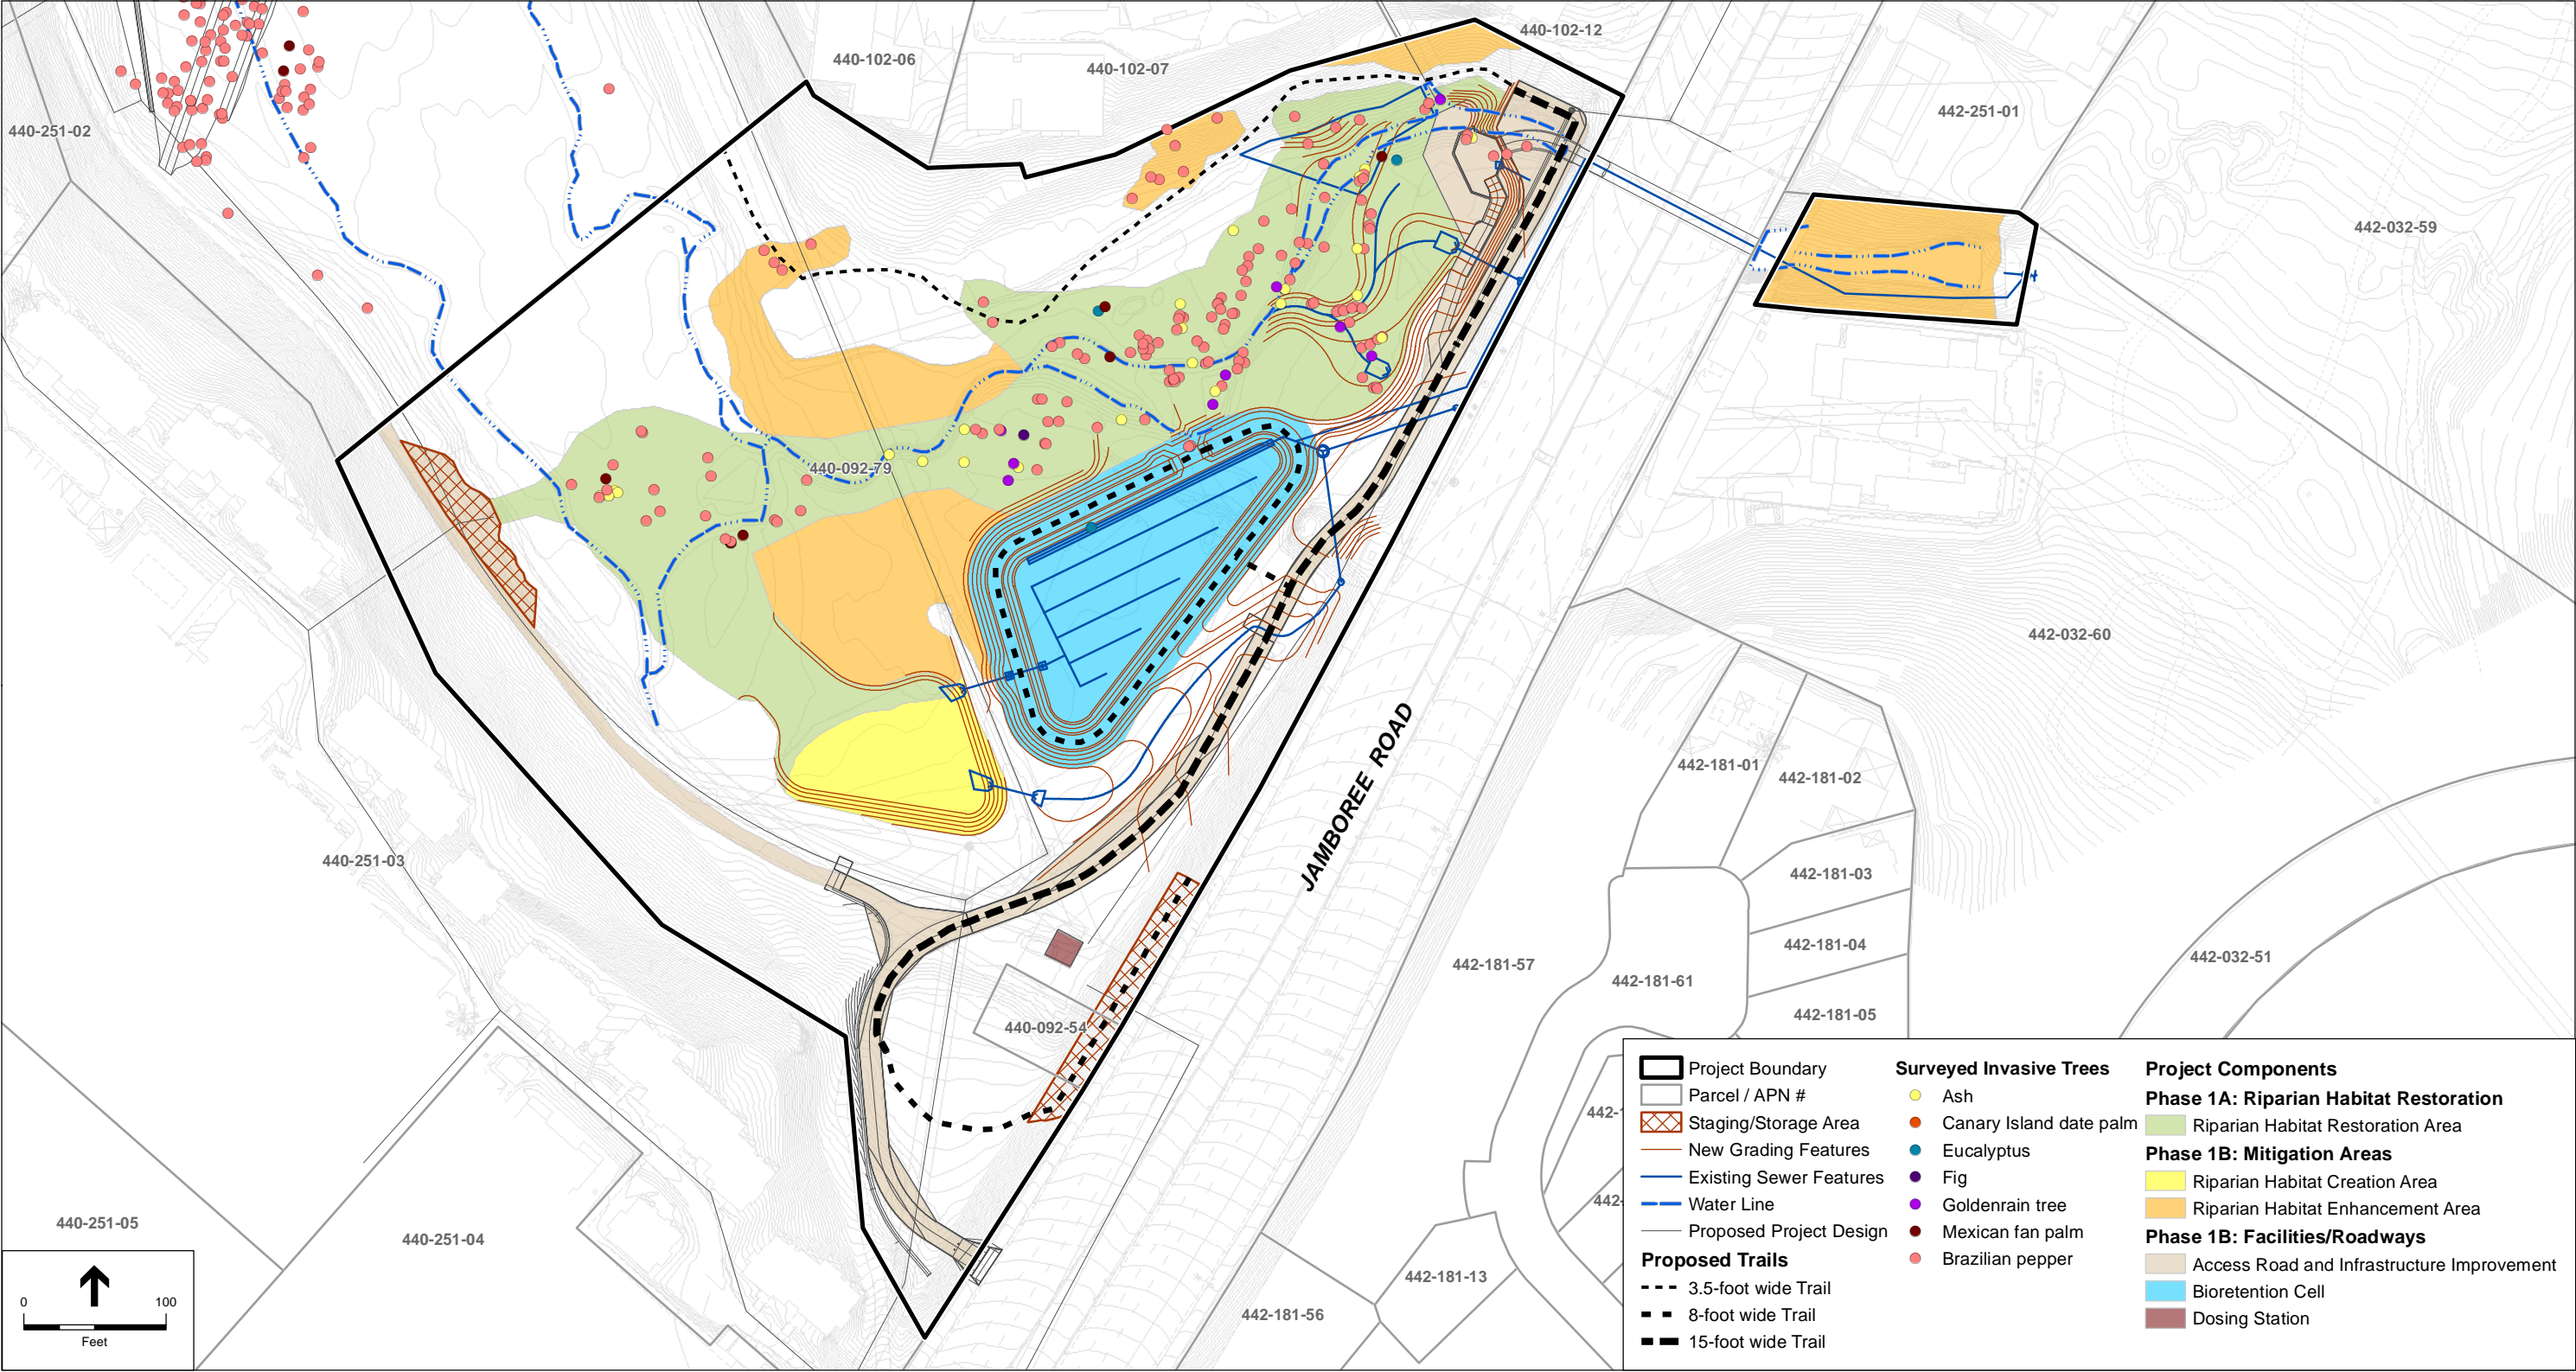 440-102-12
440-102-06
440-102-07
442-251-01
440-251-02
442-032-59
440-092-79
442-032-60
JAMBOREE ROAD
442-181-01
442-181-02
440-251-03
442-181-03
442-181-04
442-032-51
442-181-57
442-181-61
442-181-05
440-092-54
440-251-05
440-251-04
442-181-13
442-181-56
0 100
Feet
Project Boundary
Parcel / APN #
Staging/Storage Area
New Grading Features
Existing Sewer Features
Water Line
Proposed Project Design
Proposed Trails
3.5-foot wide Trail
8-foot wide Trail
15-foot wide Trail
Surveyed Invasive Trees
Ash
Canary Island date palm
Eucalyptus
Fig
Goldenrain tree
Mexican fan palm
Brazilian pepper
Project Components
Phase 1A: Riparian Habitat Restoration
Riparian Habitat Restoration Area
Phase 1B: Mitigation Areas
Riparian Habitat Creation Area
Riparian Habitat Enhancement Area
Phase 1B: Facilities/Roadways
Access Road and Infrastructure Improvement
Bioretention Cell
Dosing Station